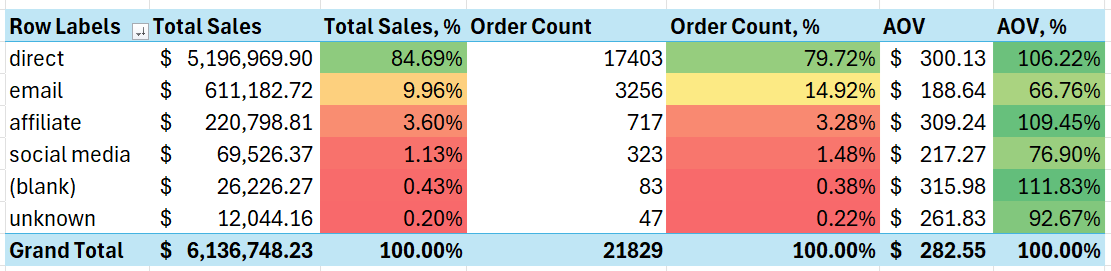 Row Labels Total Sales Total Sales, % Order Count Order Count, % AOV AOV, %
direct $ 5,196,969.90 84.69% 17403 79.72% $ 300.13 106.22%
email $ 611,182.72 9.96% 3256 14.92% $ 188.64 66.76%
affiliate $ 220,798.81 3.60% 717 3.28% $ 309.24 109.45%
social media $ 69,526.37 1.13% 323 1.48% $ 217.27 76.90%
(blank) $ 26,226.27 0.43% 83 0.38% $ 315.98 111.83%
unknown $ 12,044.16 0.20% 47 0.22% $ 261.83 92.67%
Grand Total $ 6,136,748.23 100.00% 21829 100.00% $ 282.55 100.00%